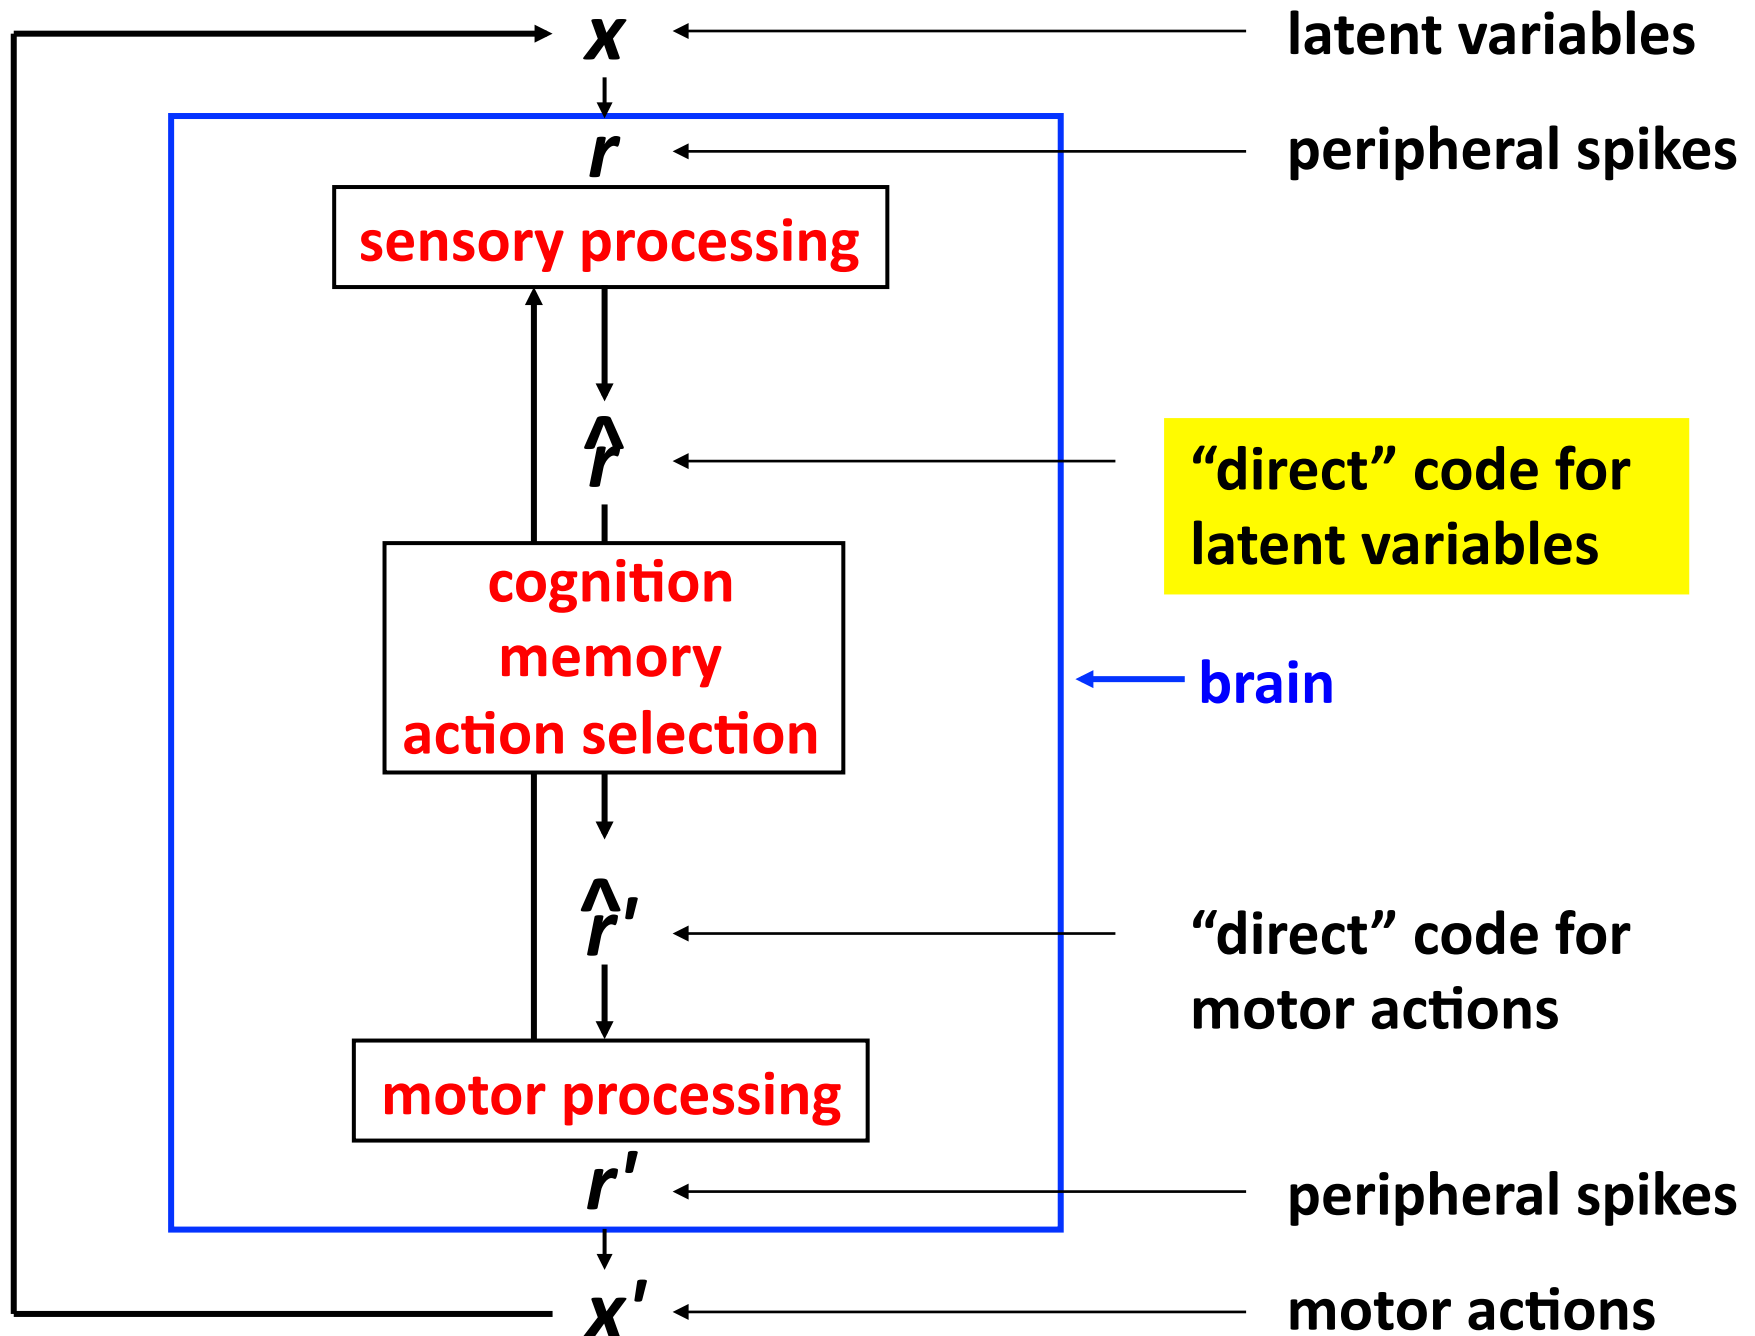 x
latent variables
r
peripheral spikes
sensory processing
r̂
“direct” code for
latent variables
cognition
memory
action selection
brain
r̂'
“direct” code for
motor actions
motor processing
r'
peripheral spikes
x'
motor actions